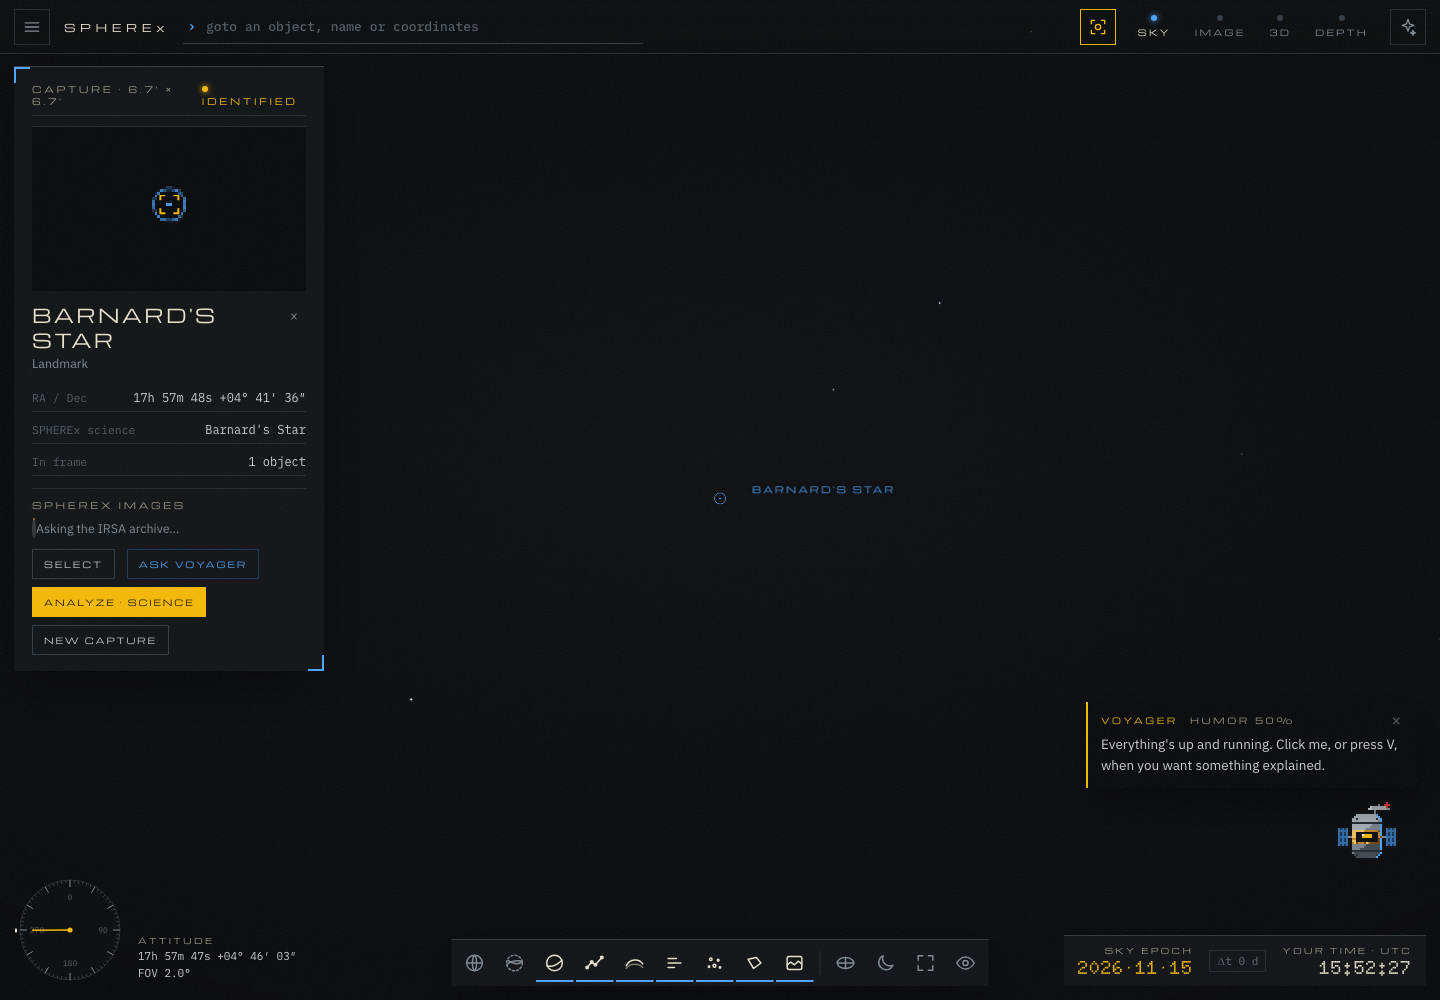 SPHEREx
goto an object, name or coordinates
SKY
IMAGE
3D
DEPTH
CAPTURE · 6.7′ × 6.7′
IDENTIFIED
BARNARD'S
STAR
×
Landmark
RA / Dec 17h 57m 48s +04° 41′ 36″
SPHEREx science Barnard's Star
In frame 1 object
SPHEREX IMAGES
Asking the IRSA archive…
SELECT
ASK VOYAGER
ANALYZE · SCIENCE
NEW CAPTURE
BARNARD'S STAR
VOYAGER HUMOR 50% ×
Everything's up and running. Click me, or press V,
when you want something explained.
0
270 90
180
ATTITUDE
17h 57m 47s +04° 46′ 03″
FOV 2.0°
SKY EPOCH
2026·11·15
Δt 0 d
YOUR TIME · UTC
15:52:27